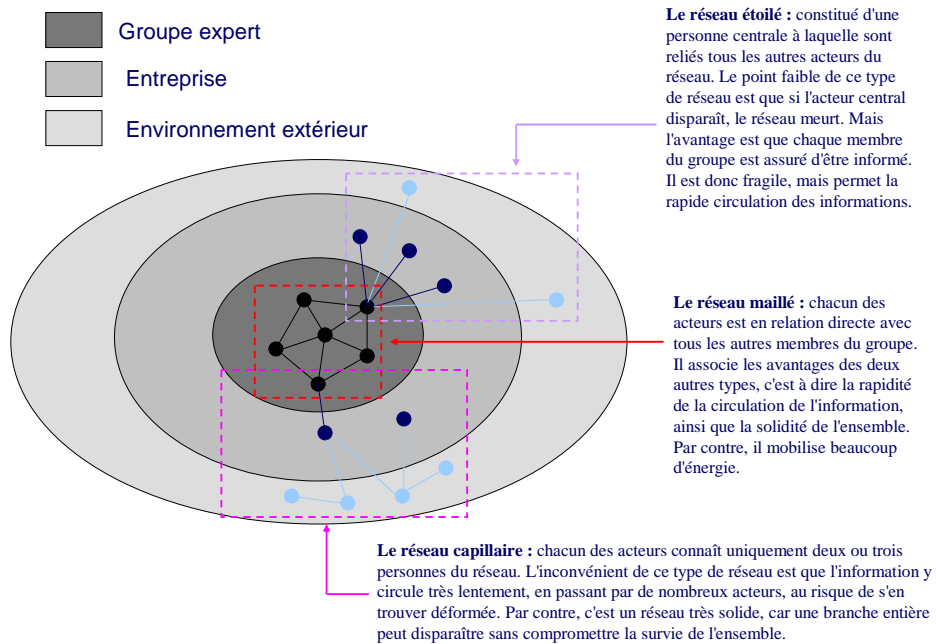 Groupe expert
Entreprise
Environnement extérieur
Le réseau étoilé : constitué d'une
personne centrale à laquelle sont
reliés tous les autres acteurs du
réseau. Le point faible de ce type
de réseau est que si l'acteur central
disparaît, le réseau meurt. Mais
l'avantage est que chaque membre
du groupe est assuré d'être informé.
Il est donc fragile, mais permet la
rapide circulation des informations.
Le réseau maillé : chacun des
acteurs est en relation directe avec
tous les autres membres du groupe.
Il associe les avantages des deux
autres types, c'est à dire la rapidité
de la circulation de l'information,
ainsi que la solidité de l'ensemble.
Par contre, il mobilise beaucoup
d'énergie.
Le réseau capillaire : chacun des acteurs connaît uniquement deux ou trois
personnes du réseau. L'inconvénient de ce type de réseau est que l'information y
circule très lentement, en passant par de nombreux acteurs, au risque de s'en
trouver déformée. Par contre, c'est un réseau très solide, car une branche entière
peut disparaître sans compromettre la survie de l'ensemble.